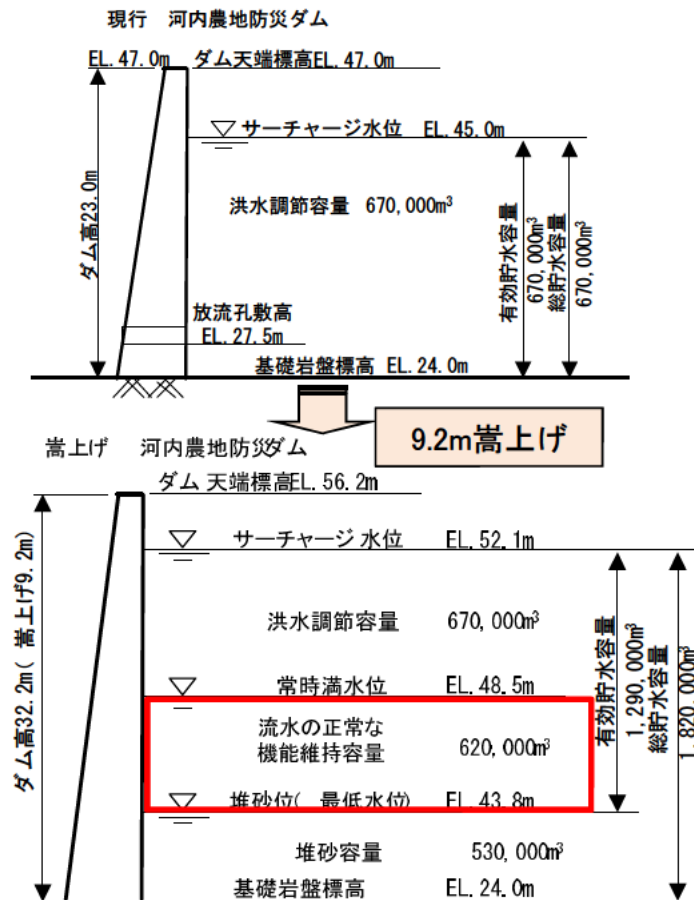 現行 河内農地防災ダム
EL.47.0m ダム天端標高EL.47.0m
サーチャージ水位 EL.45.0m
ダム高23.0m
洪水調節容量 670,000m³
有効貯水容量
670,000m³
総貯水容量
670,000m³
放流孔敷高
EL.27.5m
基礎岩盤標高 EL.24.0m
9.2m嵩上げ
嵩上げ 河内農地防災ダム
ダム天端標高EL.56.2m
サーチャージ水位 EL.52.1m
ダム高32.2m(嵩上げ9.2m)
洪水調節容量 670,000m³
有効貯水容量
1,290,000m³
総貯水容量
1,820,000m³
常時満水位 EL.48.5m
流水の正常な
機能維持容量 620,000m³
堆砂位( 最低水位) EL.43.8m
堆砂容量 530,000m³
基礎岩盤標高 EL.24.0m